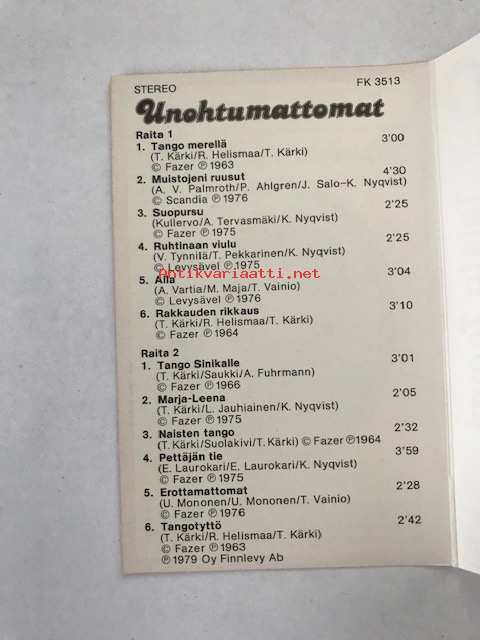 STEREO FK 3513
Unohtumattomat
Raita 1
1. Tango merellä 3'00
(T. Kärki/R. Helismaa/T. Kärki)
© Fazer ℗ 1963
2. Muistojeni ruusut 4'30
(A. V. Palmroth/P. Ahlgren/J. Salo-K. Nyqvist)
© Scandia ℗ 1976
3. Suopursu 2'25
(Kullervo/A. Tervasmäki/K. Nyqvist)
© Fazer ℗ 1975
4. Ruhtinaan viulu 2'25
(V. Tynnilä/T. Pekkarinen/K. Nyqvist)
© Levysävel ℗ 1975
Antikvariaatti.net
5. Aila 3'04
(A. Vartia/M. Maja/T. Vainio)
© Levysävel ℗ 1976
6. Rakkauden rikkaus 3'10
(T. Kärki/R. Helismaa/T. Kärki)
© Fazer ℗ 1964
Raita 2
1. Tango Sinikalle 3'01
(T. Kärki/Saukki/A. Fuhrmann)
© Fazer ℗ 1966
2. Marja-Leena 2'05
(T. Kärki/L. Jauhiainen/K. Nyqvist)
© Fazer ℗ 1975
3. Naisten tango 2'32
(T. Kärki/Suolakivi/T. Kärki) © Fazer ℗ 1964
4. Pettäjän tie 3'59
(E. Laurokari/E. Laurokari/K. Nyqvist)
© Fazer ℗ 1975
5. Erottamattomat 2'28
(U. Mononen/U. Mononen/T. Vainio)
© Fazer ℗ 1976
6. Tangotyttö 2'42
(T. Kärki/R. Helismaa/T. Kärki)
© Fazer ℗ 1963
℗ 1979 Oy Finnlevy Ab